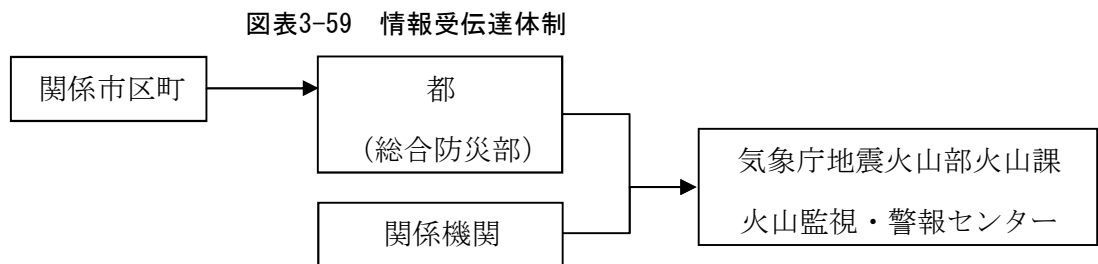 図表3-59　情報受伝達体制
関係市区町
都
(総合防災部)
関係機関
気象庁地震火山部火山課
火山監視・警報センター